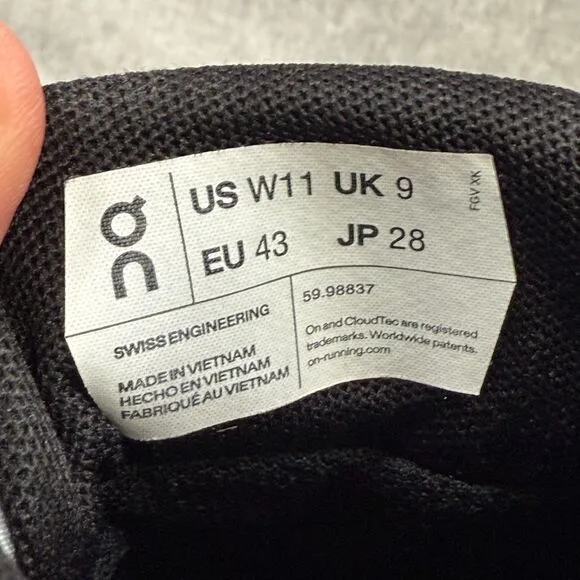 On
US W11 UK 9
EU 43 JP 28
FGV XK
SWISS ENGINEERING
MADE IN VIETNAM
HECHO EN VIETNAM
FABRIQUÉ AU VIETNAM
59.98837
On and CloudTec are registered
trademarks. Worldwide patents.
on-running.com